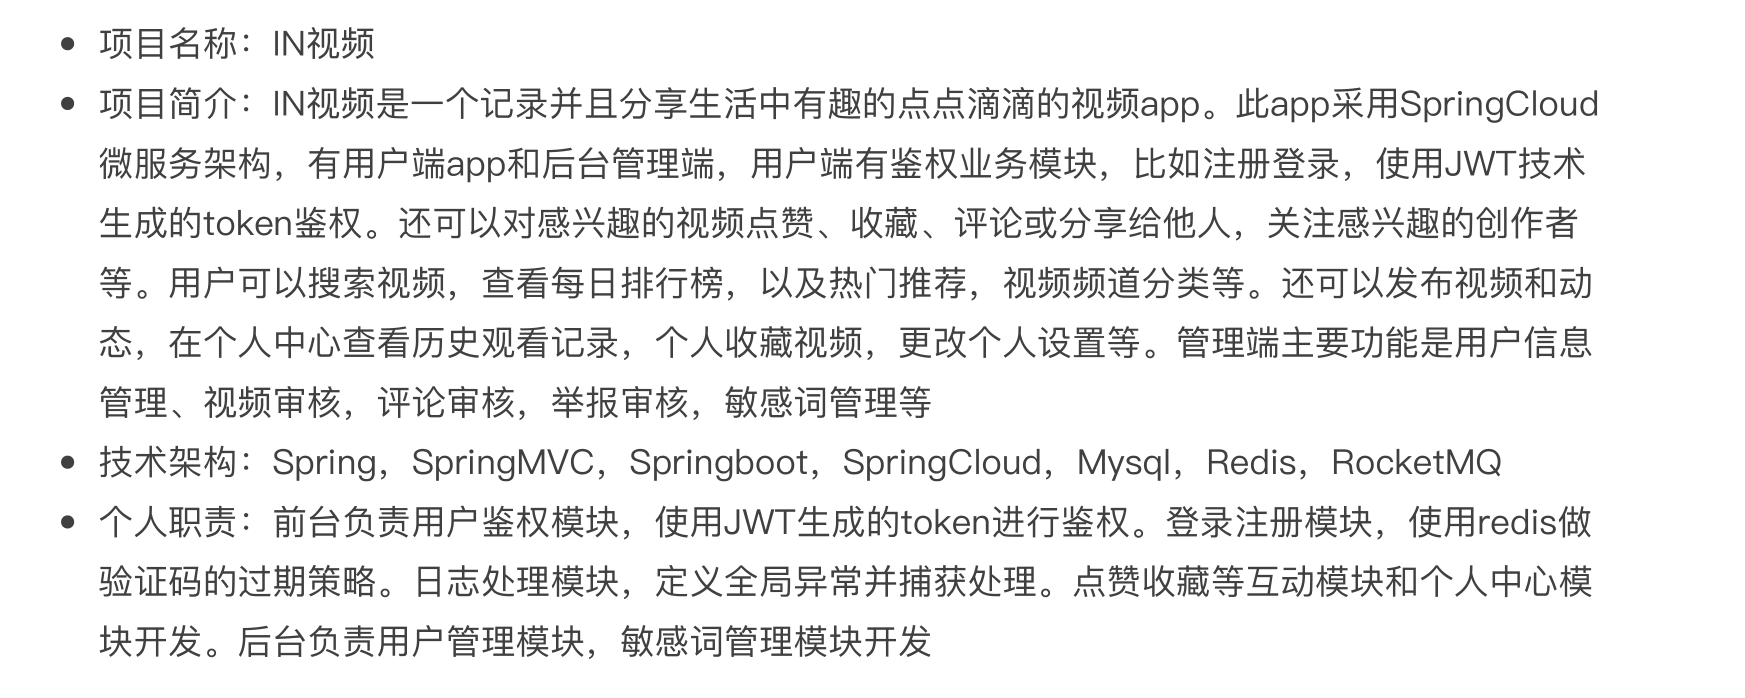 • 项目名称：IN视频
• 项目简介：IN视频是一个记录并且分享生活中有趣的点点滴滴的视频app。此app采用SpringCloud
微服务架构，有用户端app和后台管理端，用户端有鉴权业务模块，比如注册登录，使用JWT技术
生成的token鉴权。还可以对感兴趣的视频点赞、收藏、评论或分享给他人，关注感兴趣的创作者
等。用户可以搜索视频，查看每日排行榜，以及热门推荐，视频频道分类等。还可以发布视频和动
态，在个人中心查看历史观看记录，个人收藏视频，更改个人设置等。管理端主要功能是用户信息
管理、视频审核，评论审核，举报审核，敏感词管理等
• 技术架构：Spring，SpringMVC，Springboot，SpringCloud，Mysql，Redis，RocketMQ
• 个人职责：前台负责用户鉴权模块，使用JWT生成的token进行鉴权。登录注册模块，使用redis做
验证码的过期策略。日志处理模块，定义全局异常并捕获处理。点赞收藏等互动模块和个人中心模
块开发。后台负责用户管理模块，敏感词管理模块开发